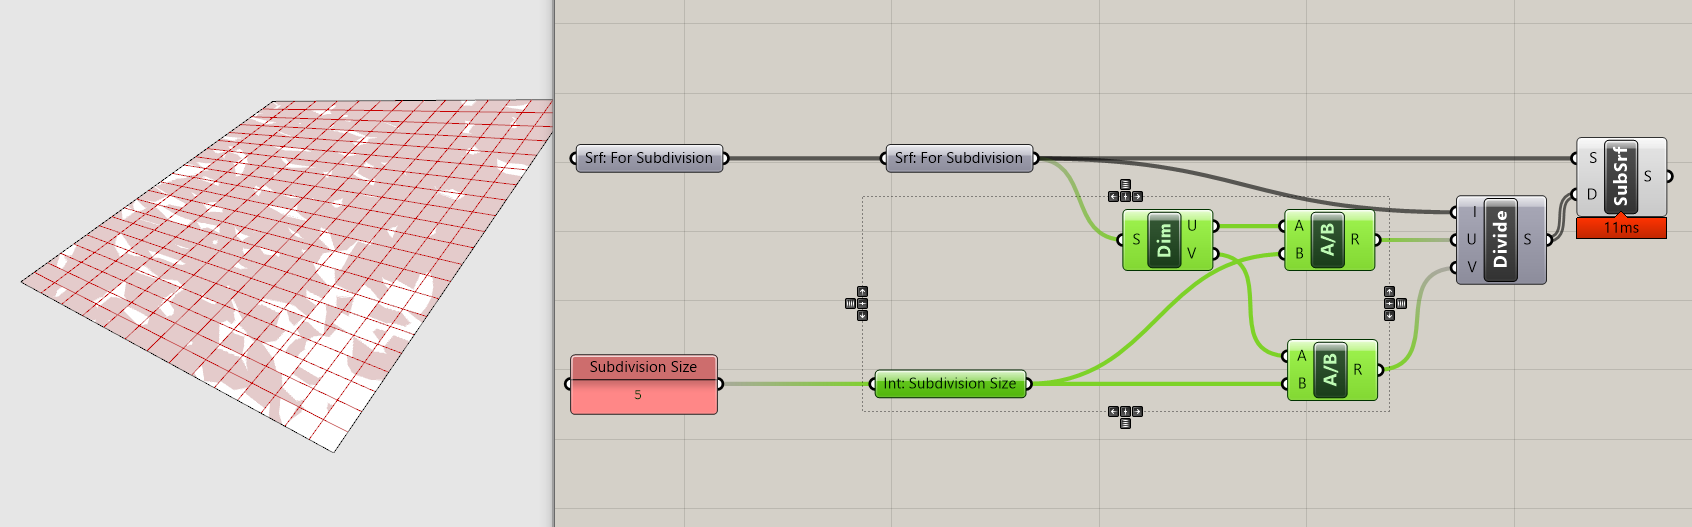 Srf: For Subdivision
Srf: For Subdivision
S
D
SubSrf
S
11ms
S
Dim
U
V
A
B
A/B
R
I
U
V
Divide
S
Subdivision Size
5
Int: Subdivision Size
A
B
A/B
R